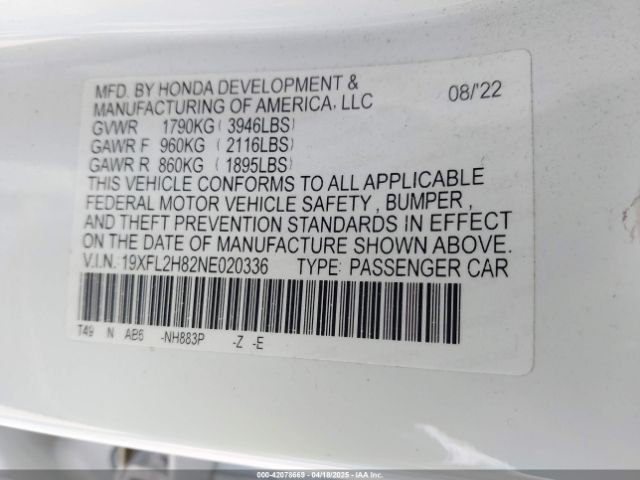 MFD. BY HONDA DEVELOPMENT &
MANUFACTURING OF AMERICA, LLC 08/'22
GVWR 1790KG (3946LBS)
GAWR F 960KG (2116LBS)
GAWR R 860KG (1895LBS)
THIS VEHICLE CONFORMS TO ALL APPLICABLE
FEDERAL MOTOR VEHICLE SAFETY, BUMPER,
AND THEFT PREVENTION STANDARDS IN EFFECT
ON THE DATE OF MANUFACTURE SHOWN ABOVE.
V.I.N: 19XFL2H82NE020336 TYPE: PASSENGER CAR
T49 N AB6 -NH883P -Z -E
000-42078669 - 04/18/2025 - IAA Inc.